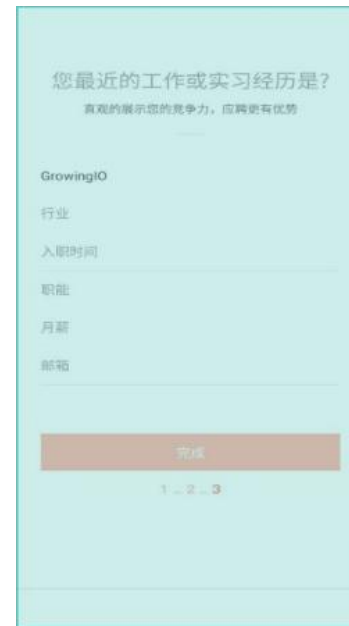 您最近的工作或实习经历是?
直观的展示您的竞争力，应聘更有优势
GrowingIO
行业
入职时间
职能
月薪
邮箱
完成
1 _ 2 _ 3